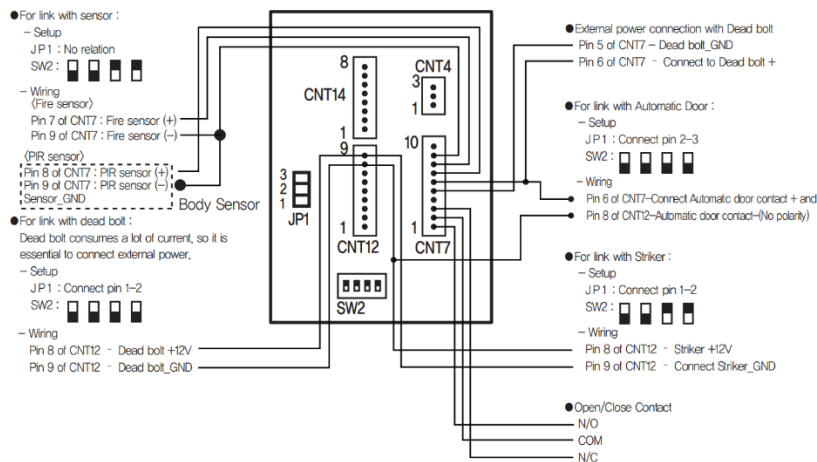 ●For link with sensor :
– Setup
JP1 : No relation
SW2 :
– Wiring
〈Fire sensor〉
Pin 7 of CNT7 : Fire sensor (+)
Pin 9 of CNT7 : Fire sensor (–)
〈PIR sensor〉
Pin 8 of CNT7 : PIR sensor (+)
Pin 9 of CNT7 : PIR sensor (–)
Sensor_GND
Body Sensor
●For link with dead bolt :
Dead bolt consumes a lot of current, so it is
essential to connect external power,
– Setup
JP1 : Connect pin 1–2
SW2 :
– Wiring
Pin 8 of CNT12 – Dead bolt +12V
Pin 9 of CNT12 – Dead bolt_GND
8
CNT14
1
CNT4
3
1
9
CNT12
1
10
CNT7
1
3
2
1
JP1
SW2
●External power connection with Dead bolt
Pin 5 of CNT7 – Dead bolt_GND
Pin 6 of CNT7 – Connect to Dead bolt +
●For link with Automatic Door :
– Setup
JP1 : Connect pin 2–3
SW2 :
– Wiring
Pin 6 of CNT7–Connect Automatic door contact + and
Pin 8 of CNT12–Automatic door contact–(No polarity)
●For link with Striker :
– Setup
JP1 : Connect pin 1–2
SW2 :
– Wiring
Pin 8 of CNT12 – Striker +12V
Pin 9 of CNT12 – Connect Striker_GND
●Open/Close Contact
N/O
COM
N/C